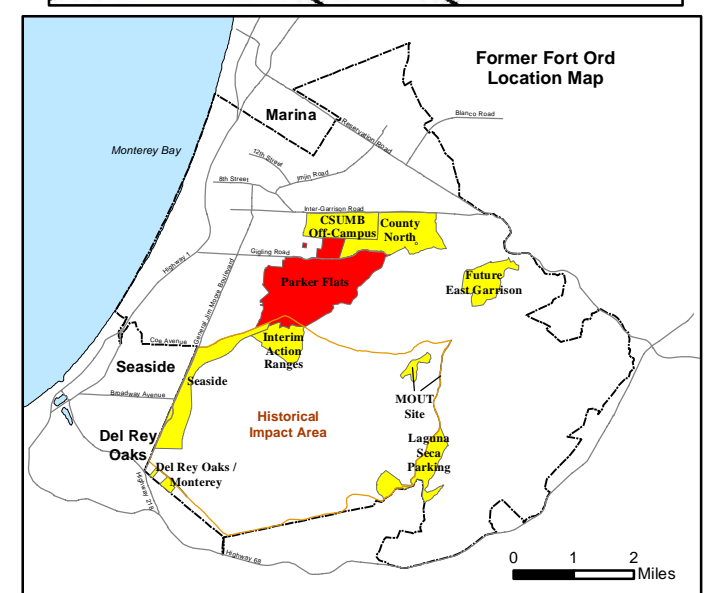 Former Fort Ord
Location Map
Marina
Blanco Road
Reservation Road
Monterey Bay
12th Street
Imjin Road
8th Street
Inter-Garrison Road
CSUMB
Off-Campus
County
North
Gigling Road
Highway 1
General Jim Moore Boulevard
Parker Flats
Future
East Garrison
Coe Avenue
Interim
Action
Ranges
Seaside
Seaside
Broadway Avenue
MOUT
Site
Historical
Impact Area
Del Rey
Oaks
Laguna
Seca
Parking
Del Rey Oaks /
Monterey
Highway 218
Highway 68
0 1 2
Miles